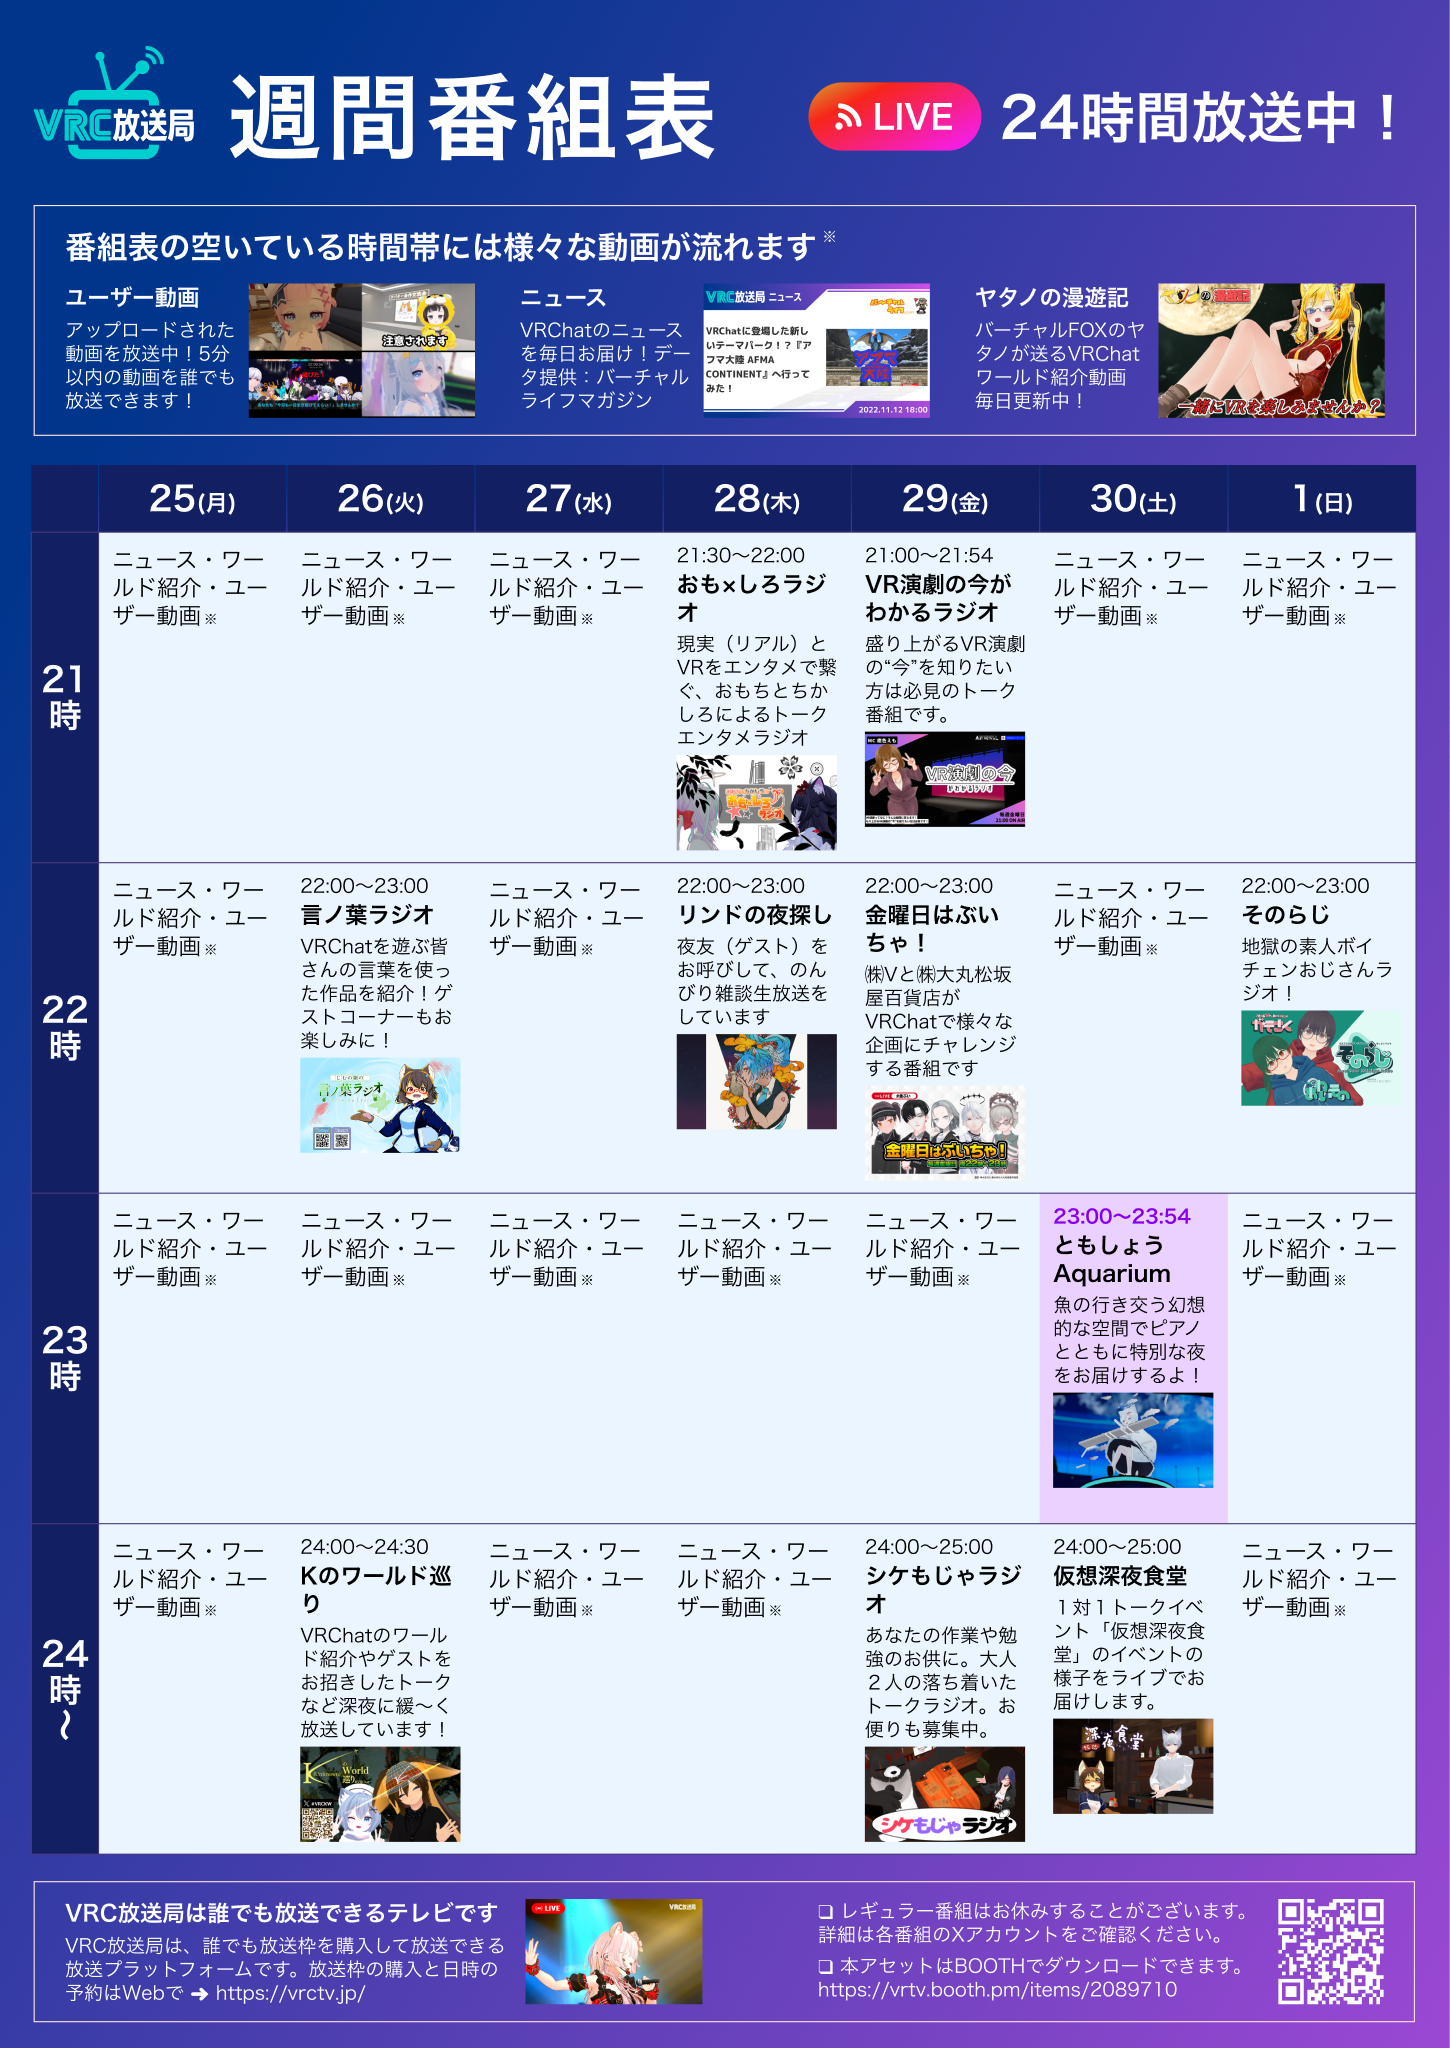 VRC放送局
週間番組表
LIVE
24時間放送中！
番組表の空いている時間帯には様々な動画が流れます※
ユーザー動画
アップロードされた
動画を放送中！5分
以内の動画を誰でも
放送できます！
注意されます
ニュース
VRChatのニュース
を毎日お届け！デー
タ提供：バーチャル
ライフマガジン
VRC放送局 ニュース
VRChatに登場した新し
いテーマパーク！？『ア
フマ大陸 AFMA
CONTINENT』へ行って
みた！
2022.11.12 18:00
ヤタノの漫遊記
バーチャルFOXのヤ
タノが送るVRChat
ワールド紹介動画
毎日更新中！
一緒にVRを楽しみませんか？
25(月)
26(火)
27(水)
28(木)
29(金)
30(土)
1(日)
21
時
ニュース・ワー
ルド紹介・ユー
ザー動画※
ニュース・ワー
ルド紹介・ユー
ザー動画※
ニュース・ワー
ルド紹介・ユー
ザー動画※
21:30〜22:00
おも×しろラジ
オ
現実（リアル）と
VRをエンタメで繋
ぐ、おもちとちか
しろによるトーク
エンタメラジオ
21:00〜21:54
VR演劇の今が
わかるラジオ
盛り上がるVR演劇
の“今”を知りたい
方は必見のトーク
番組です。
VR演劇の今
がわかるラジオ
毎週金曜日
21:00 ON AIR
ニュース・ワー
ルド紹介・ユー
ザー動画※
ニュース・ワー
ルド紹介・ユー
ザー動画※
22
時
ニュース・ワー
ルド紹介・ユー
ザー動画※
22:00〜23:00
言ノ葉ラジオ
VRChatを遊ぶ皆
さんの言葉を使っ
た作品を紹介！ゲ
ストコーナーもお
楽しみに！
言ノ葉ラジオ
ニュース・ワー
ルド紹介・ユー
ザー動画※
22:00〜23:00
リンドの夜探し
夜友（ゲスト）を
お呼びして、のん
びり雑談生放送を
しています
22:00〜23:00
金曜日はぶい
ちゃ！
㈱Vと㈱大丸松坂
屋百貨店が
VRChatで様々な
企画にチャレンジ
する番組です
LIVE
金曜日はぶいちゃ！
ニュース・ワー
ルド紹介・ユー
ザー動画※
22:00〜23:00
そのらじ
地獄の素人ボイ
チェンおじさんラ
ジオ！
そのらじ
23
時
ニュース・ワー
ルド紹介・ユー
ザー動画※
ニュース・ワー
ルド紹介・ユー
ザー動画※
ニュース・ワー
ルド紹介・ユー
ザー動画※
ニュース・ワー
ルド紹介・ユー
ザー動画※
ニュース・ワー
ルド紹介・ユー
ザー動画※
23:00〜23:54
ともしょう
Aquarium
魚の行き交う幻想
的な空間でピアノ
とともに特別な夜
をお届けするよ！
ニュース・ワー
ルド紹介・ユー
ザー動画※
24
時
〜
ニュース・ワー
ルド紹介・ユー
ザー動画※
24:00〜24:30
Kのワールド巡
り
VRChatのワール
ド紹介やゲストを
お招きしたトーク
など深夜に緩〜く
放送しています！
World
巡り
ニュース・ワー
ルド紹介・ユー
ザー動画※
ニュース・ワー
ルド紹介・ユー
ザー動画※
24:00〜25:00
シケもじゃラジ
オ
あなたの作業や勉
強のお供に。大人
２人の落ち着いた
トークラジオ。お
便りも募集中。
シケもじゃラジオ
24:00〜25:00
仮想深夜食堂
１対１トークイベ
ント「仮想深夜食
堂」のイベントの
様子をライブでお
届けします。
深夜食堂
ニュース・ワー
ルド紹介・ユー
ザー動画※
VRC放送局は誰でも放送できるテレビです
VRC放送局は、誰でも放送枠を購入して放送できる
放送プラットフォームです。放送枠の購入と日時の
予約はWebで ➜ https://vrctv.jp/
LIVE
VRC放送局
❏ レギュラー番組はお休みすることがございます。
詳細は各番組のXアカウントをご確認ください。
❏ 本アセットはBOOTHでダウンロードできます。
https://vrtv.booth.pm/items/2089710